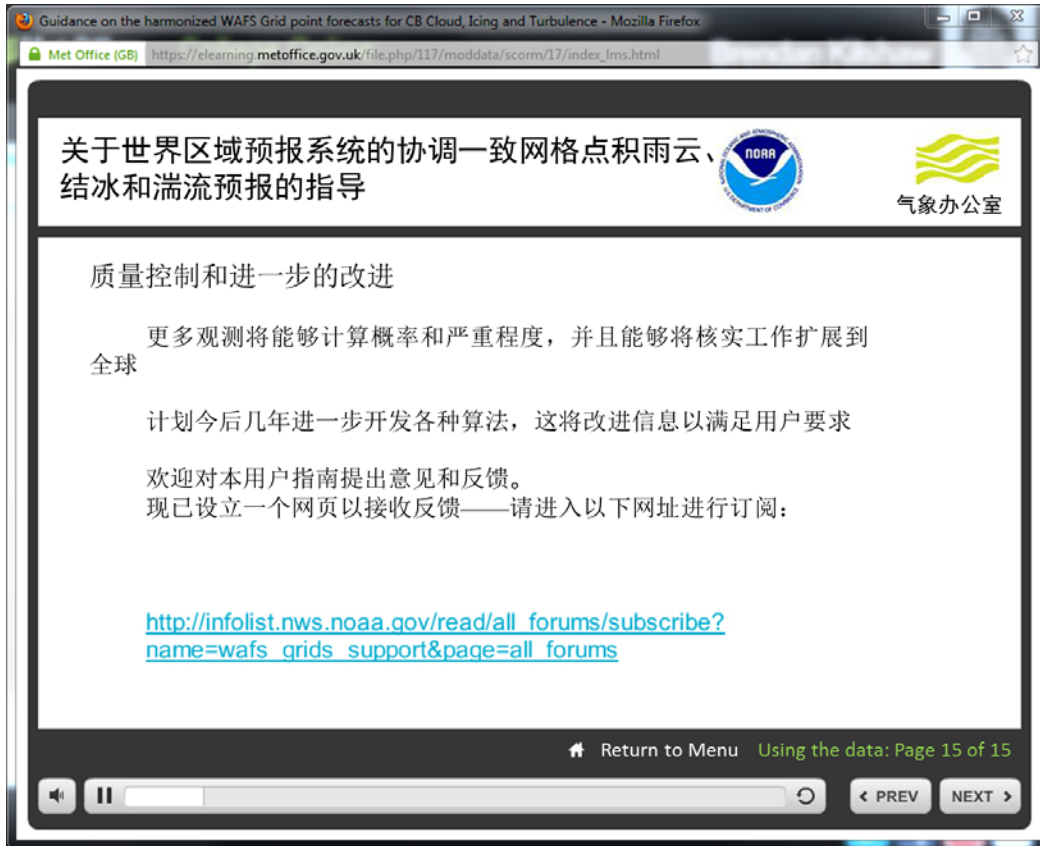 Guidance on the harmonized WAFS Grid point forecasts for CB Cloud, Icing and Turbulence - Mozilla Firefox
Met Office (GB) https://elearning.metoffice.gov.uk/file.php/117/moddata/scorm/17/index_lms.html
关于世界区域预报系统的协调一致网格点积雨云、
结冰和湍流预报的指导
NOAA
气象办公室
质量控制和进一步的改进
更多观测将能够计算概率和严重程度，并且能够将核实工作扩展到
全球
计划今后几年进一步开发各种算法，这将改进信息以满足用户要求
欢迎对本用户指南提出意见和反馈。
现已设立一个网页以接收反馈——请进入以下网址进行订阅：
http://infolist.nws.noaa.gov/read/all_forums/subscribe?
name=wafs_grids_support&page=all_forums
Return to Menu Using the data: Page 15 of 15
PREV NEXT